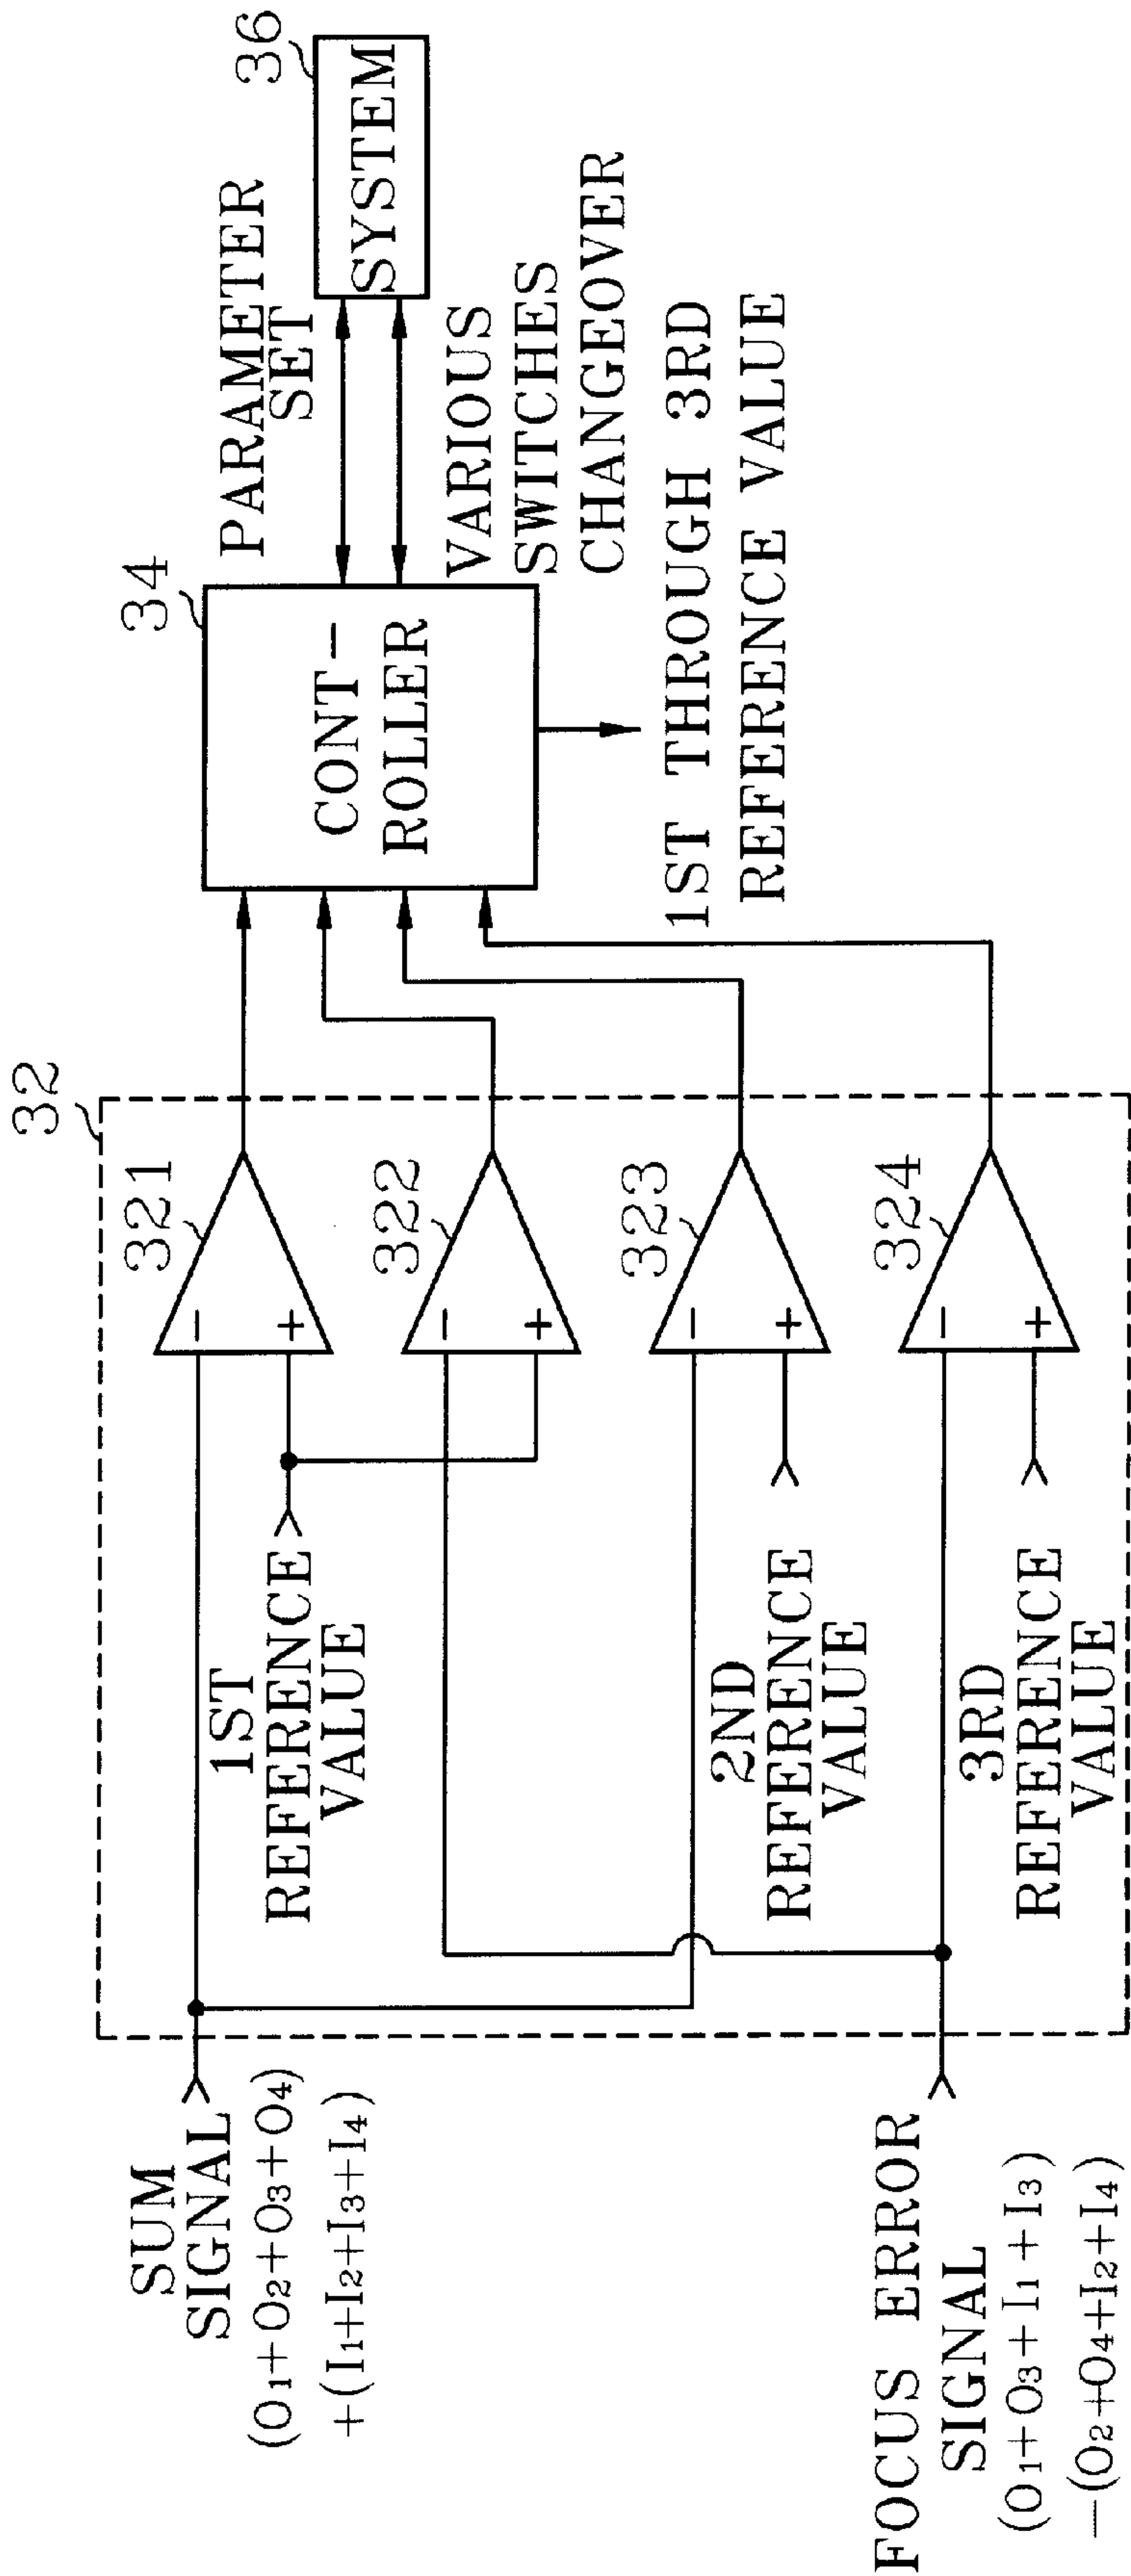 SUM
SIGNAL
(O1+O2+O3+O4)
+(I1+I2+I3+I4)
FOCUS ERROR
SIGNAL
(O1+O3+I1+I3)
−(O2+O4+I2+I4)
32
1ST
REFERENCE
VALUE
2ND
REFERENCE
VALUE
3RD
REFERENCE
VALUE
321
−
+
322
−
+
323
−
+
324
−
+
34
CONT-
ROLLER
1ST THROUGH 3RD
REFERENCE VALUE
PARAMETER
SET
VARIOUS
SWITCHES
CHANGEOVER
36
SYSTEM